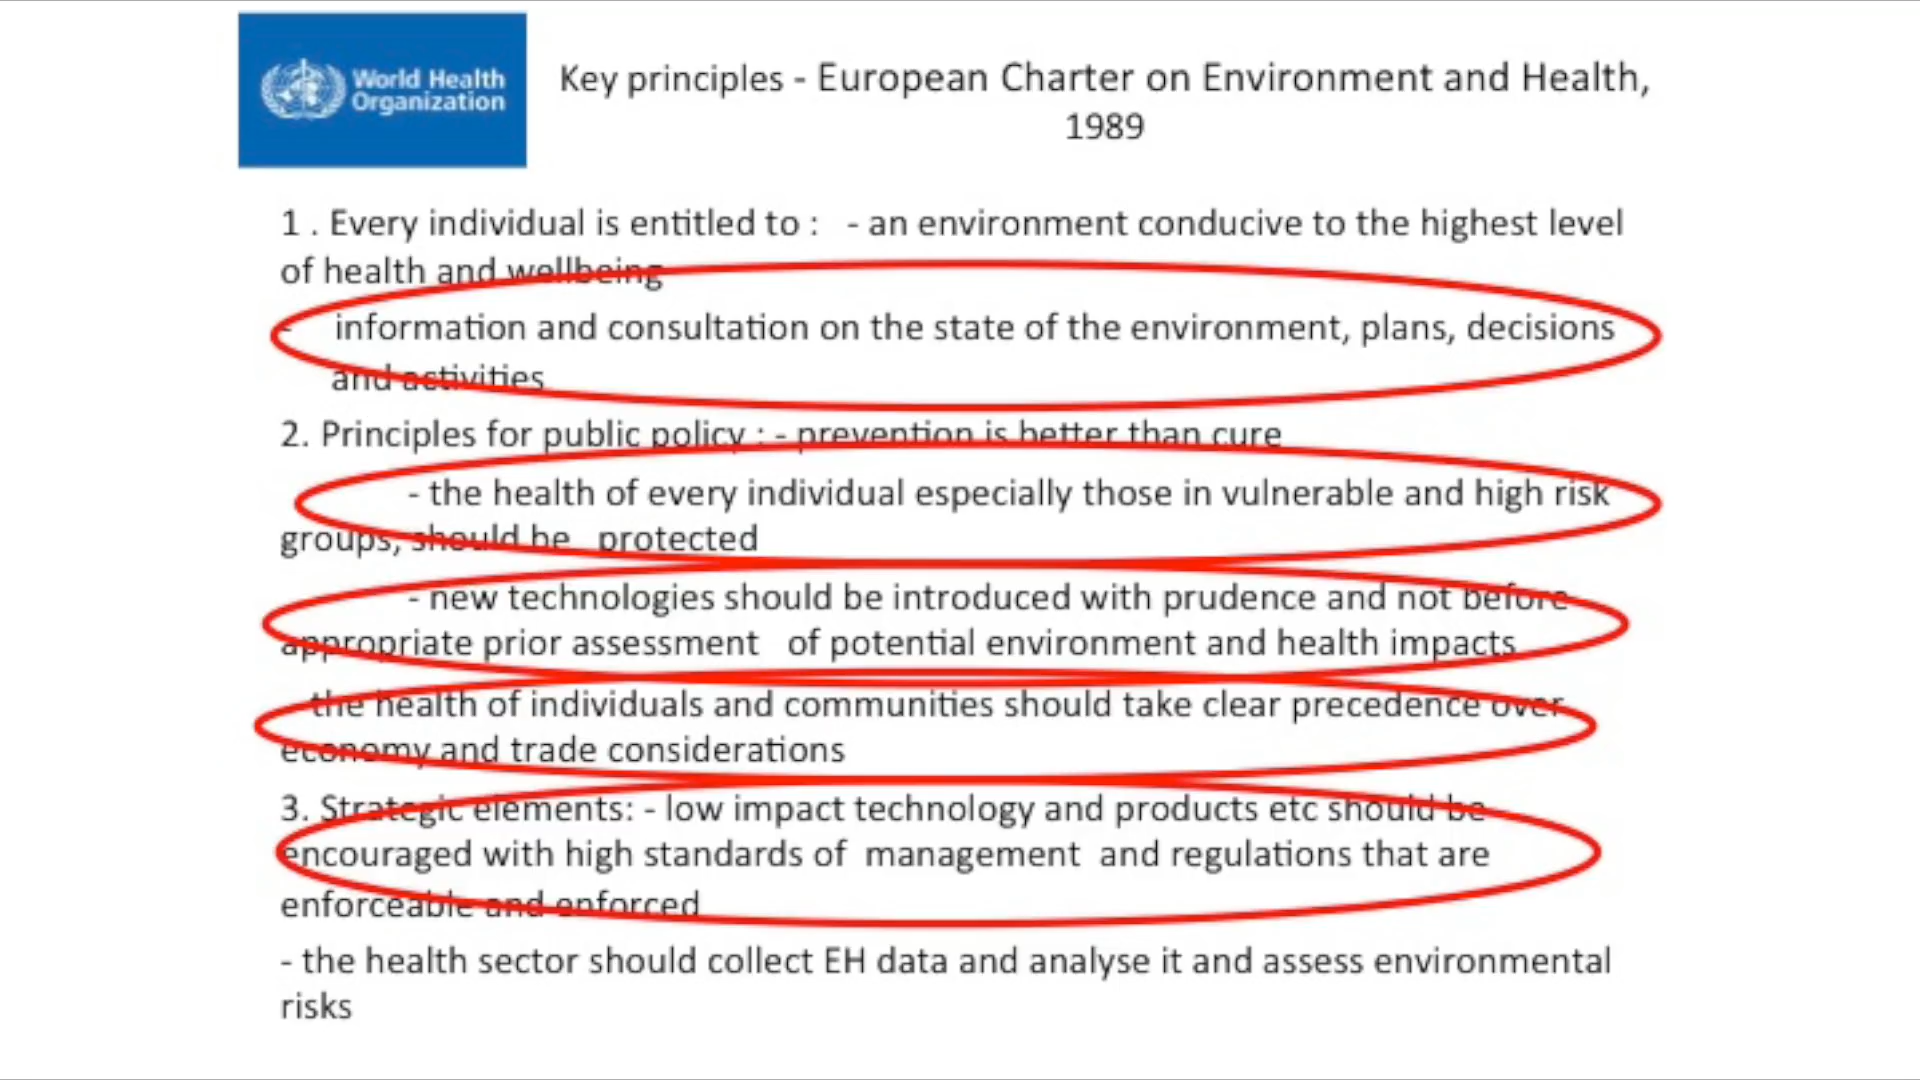 World Health
Organization
Key principles - European Charter on Environment and Health,
1989
1 . Every individual is entitled to : - an environment conducive to the highest level
of health and wellbeing
- information and consultation on the state of the environment, plans, decisions
and activities
2. Principles for public policy : - prevention is better than cure
- the health of every individual especially those in vulnerable and high risk
groups, should be protected
- new technologies should be introduced with prudence and not before
appropriate prior assessment of potential environment and health impacts
- the health of individuals and communities should take clear precedence over
economy and trade considerations
3. Strategic elements: - low impact technology and products etc should be
encouraged with high standards of management and regulations that are
enforceable and enforced
- the health sector should collect EH data and analyse it and assess environmental
risks